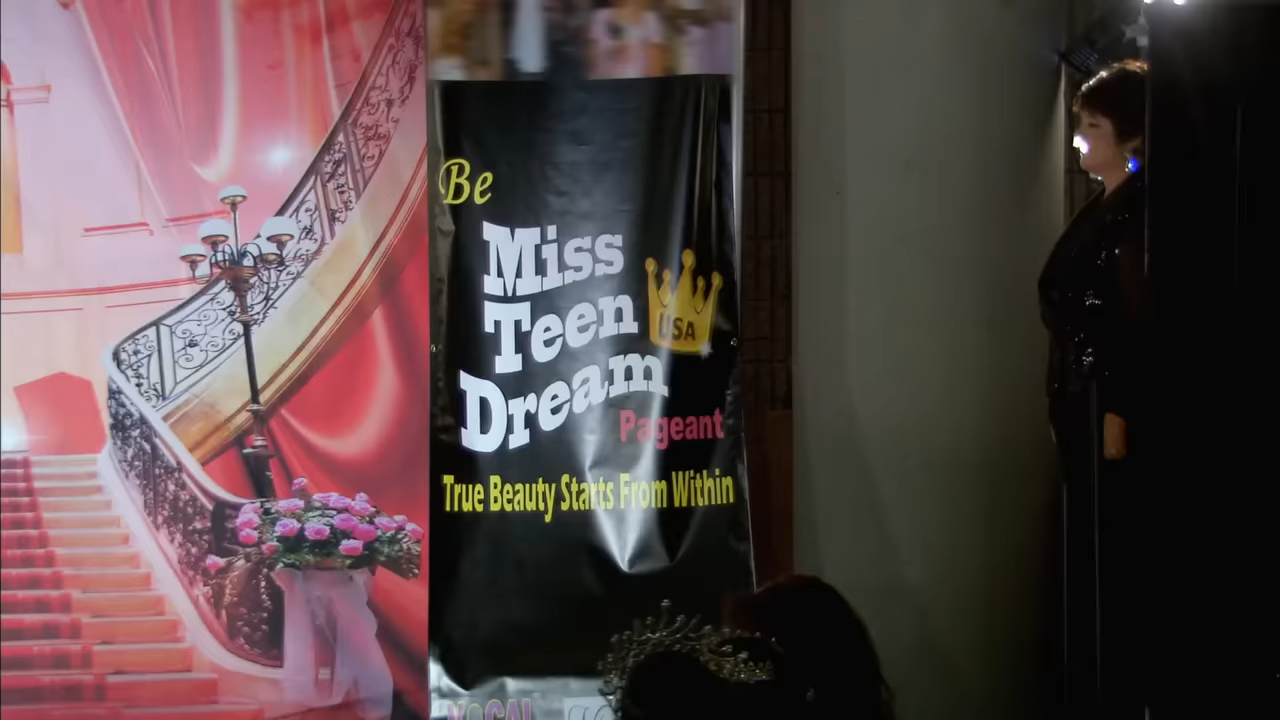 Be
Miss
Teen
USA
Dream
Pageant
True Beauty Starts From Within